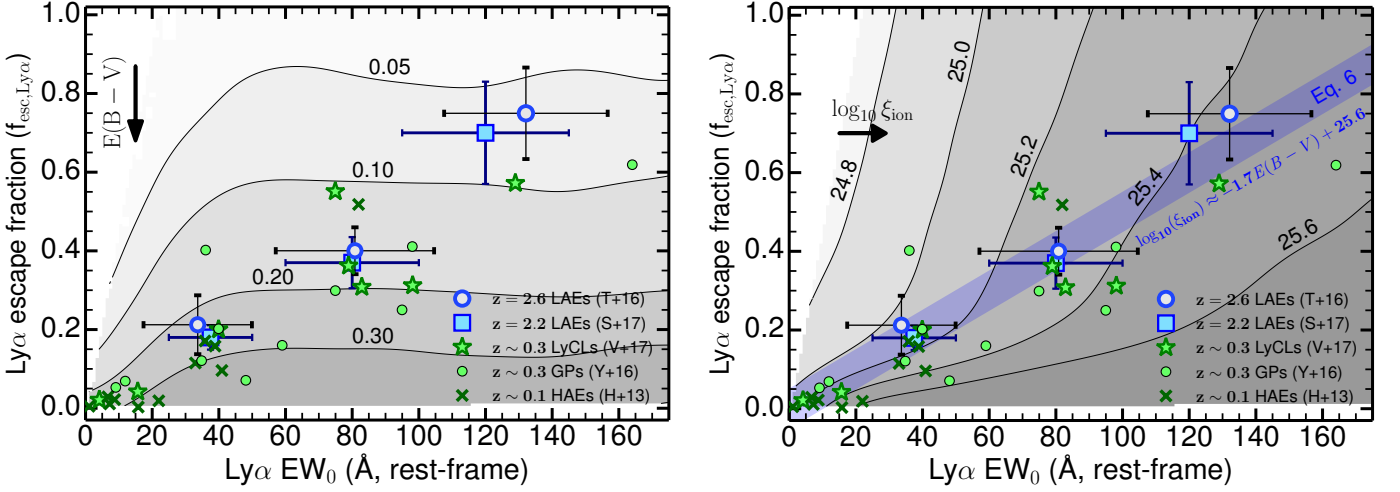 Lyα escape fraction (f_esc,Lyα)
1.0
0.8
0.6
0.4
0.2
0.0
E(B − V)
0.05
0.10
0.20
0.30
z = 2.6 LAEs (T+16)
z = 2.2 LAEs (S+17)
z ~ 0.3 LyCLs (V+17)
z ~ 0.3 GPs (Y+16)
z ~ 0.1 HAEs (H+13)
0 20 40 60 80 100 120 140 160
Lyα EW₀ (Å, rest-frame)
Lyα escape fraction (f_esc,Lyα)
1.0
0.8
0.6
0.4
0.2
0.0
log₁₀ ξ_ion
24.8
25.0
25.2
25.4
25.6
Eq. 6
log₁₀(ξ_ion) ≈ −1.7E(B − V) + 25.6
z = 2.6 LAEs (T+16)
z = 2.2 LAEs (S+17)
z ~ 0.3 LyCLs (V+17)
z ~ 0.3 GPs (Y+16)
z ~ 0.1 HAEs (H+13)
0 20 40 60 80 100 120 140 160
Lyα EW₀ (Å, rest-frame)